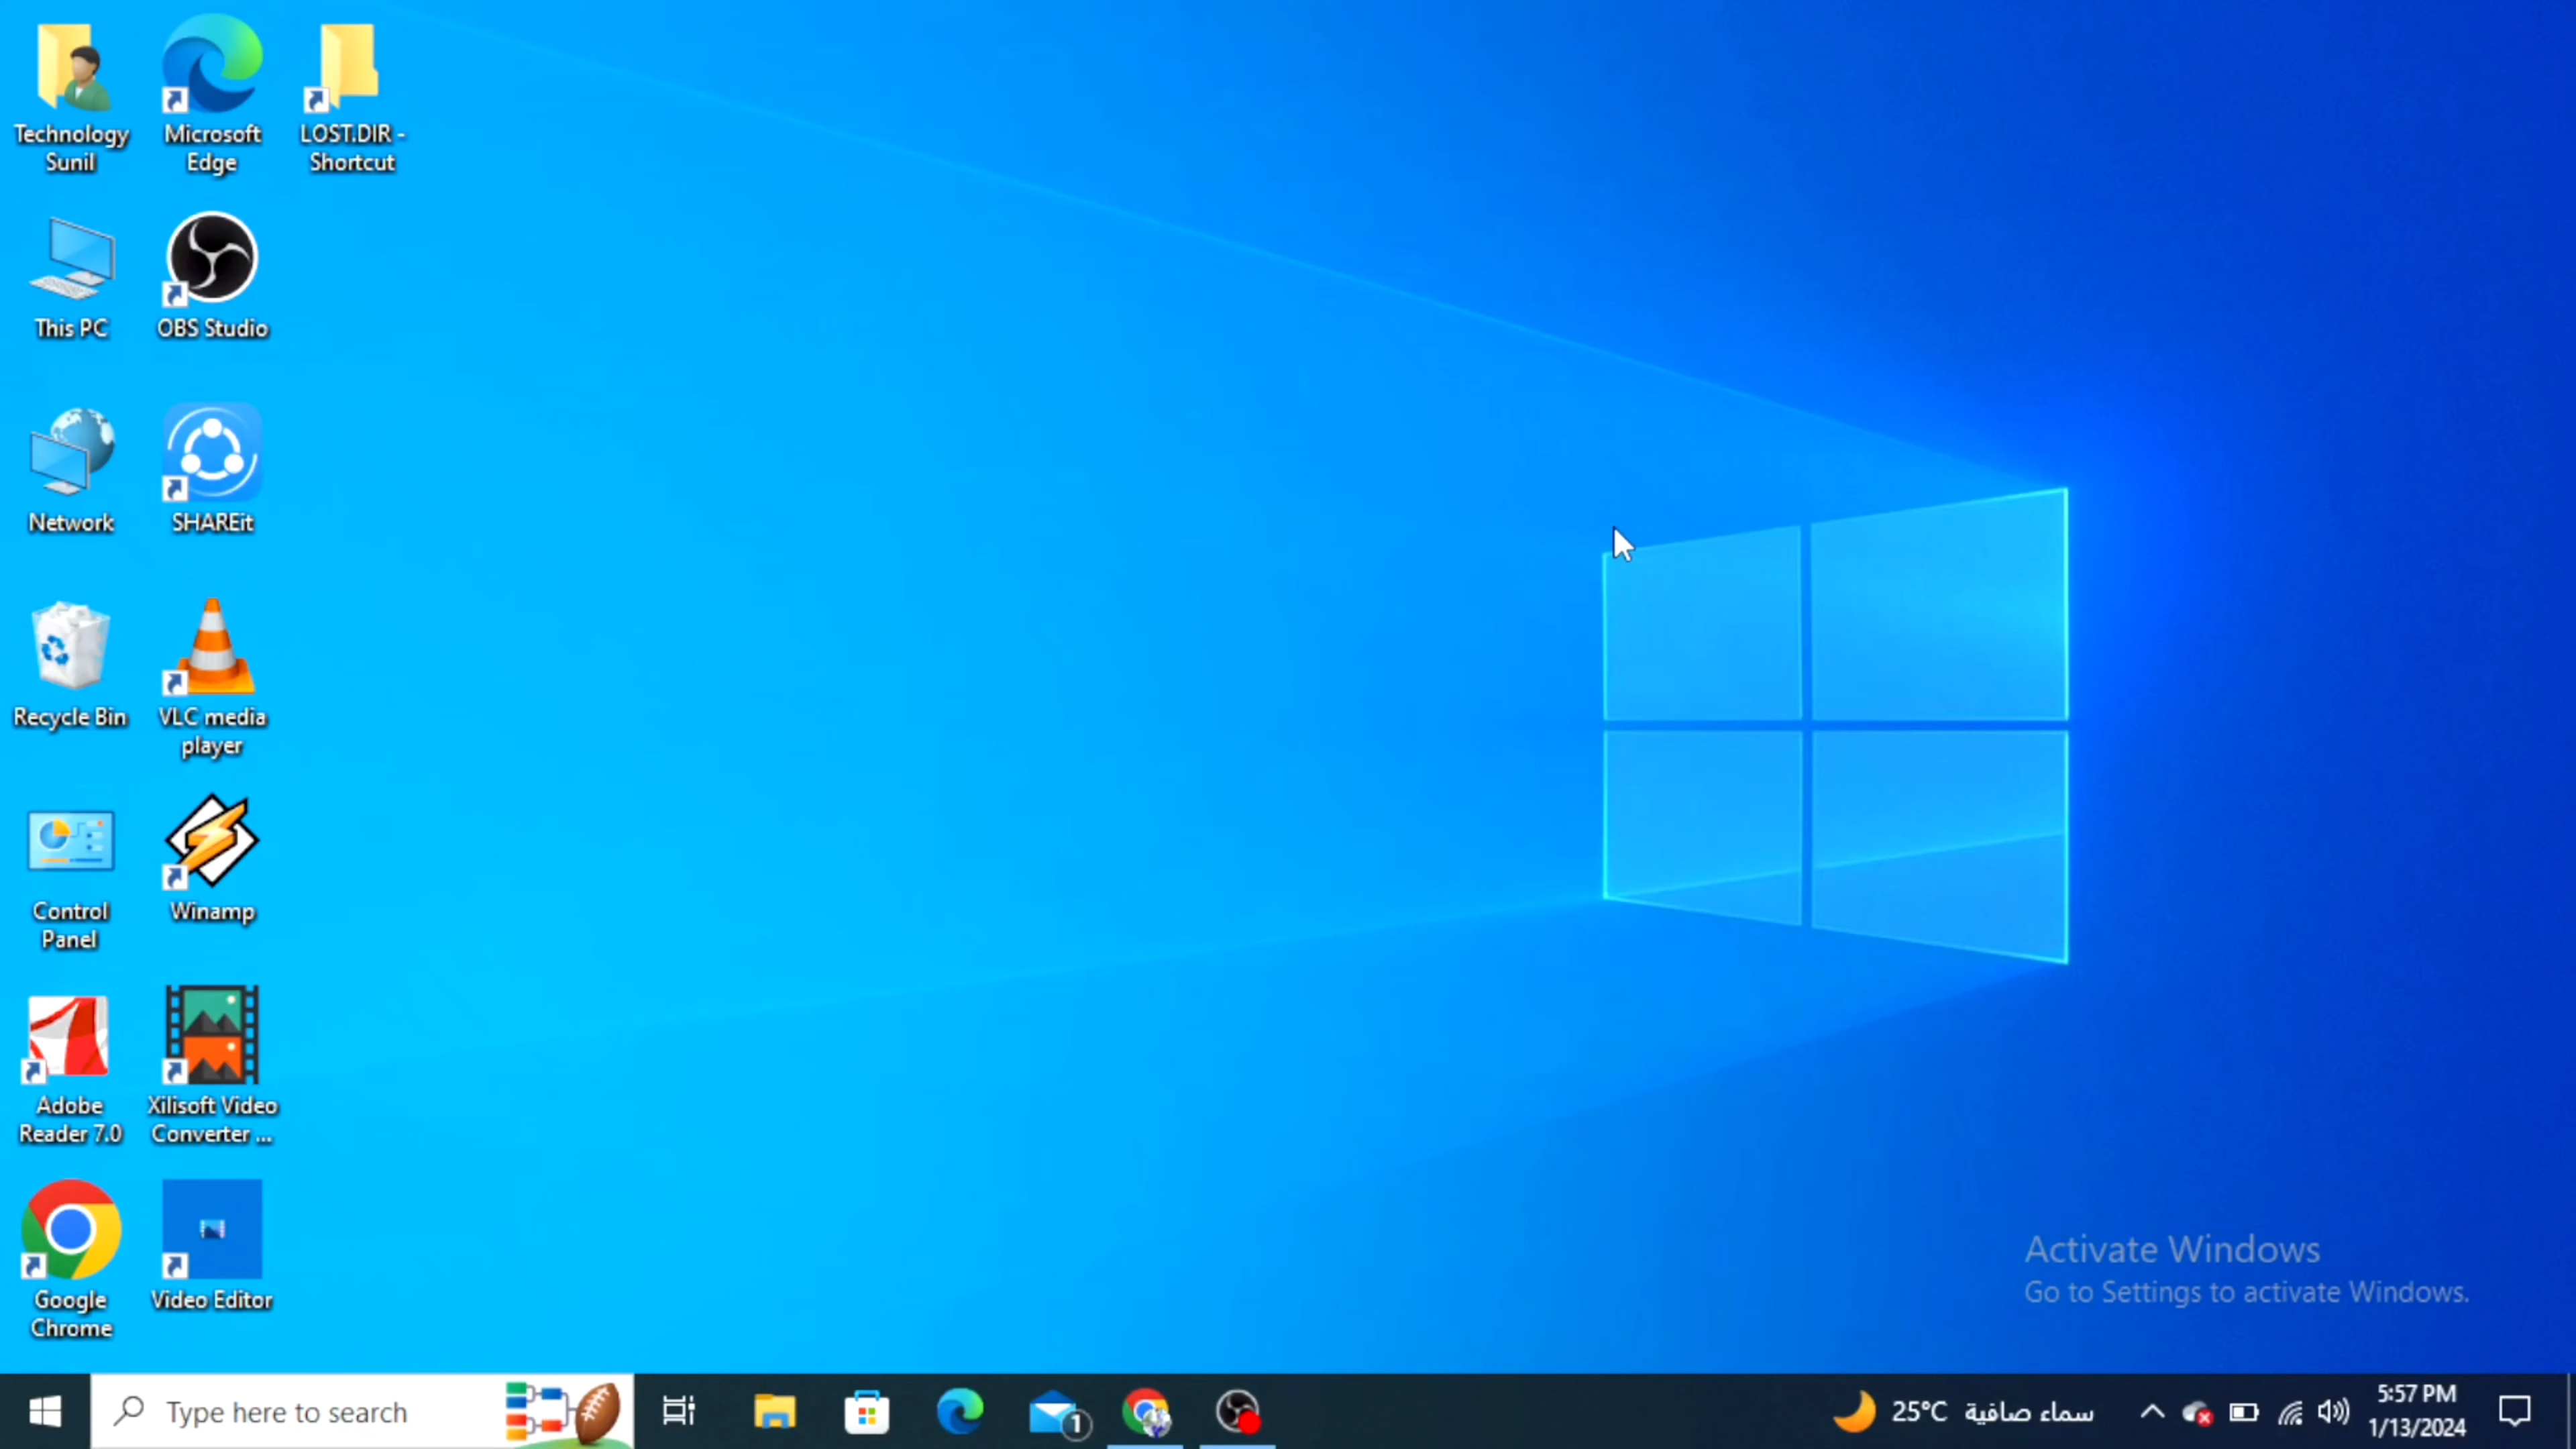 Technology
Sunil
Microsoft
Edge
LOST.DIR -
Shortcut
This PC
OBS Studio
Network
SHAREit
Recycle Bin
VLC media
player
Control
Panel
Winamp
Adobe
Reader 7.0
Xilisoft Video
Converter ...
Google
Chrome
Video Editor
Activate Windows
Go to Settings to activate Windows.
Type here to search
1
25°C سماء صافية
5:57 PM
1/13/2024